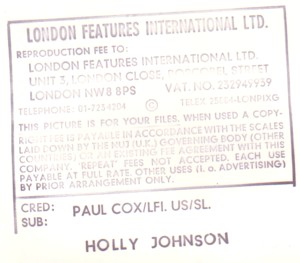 LONDON FEATURES INTERNATIONAL LTD.
REPRODUCTION FEE TO:
LONDON FEATURES INTERNATIONAL LTD.
UNIT 3, LONDON CLOSE, STREET
LONDON NW8 8PS VAT. NO. 232949939
TELEPHONE: TELEX
THIS PICTURE IS FOR YOUR FILES. WHEN USED A COPY-
RIGHT FEE IS PAYABLE IN ACCORDANCE WITH THE SCALES
LAID DOWN BY THE NUJ (U.K.) GOVERNING BODY (OTHER
COUNTRIES) OR AN EXISTING FEE AGREEMENT WITH THIS
COMPANY. REPEAT FEES NOT ACCEPTED. EACH USE
PAYABLE AT FULL RATE. OTHER USES (I.e. ADVERTISING)
BY PRIOR ARRANGEMENT ONLY.
CRED: PAUL COX/LFI. US/SL.
SUB:
HOLLY JOHNSON